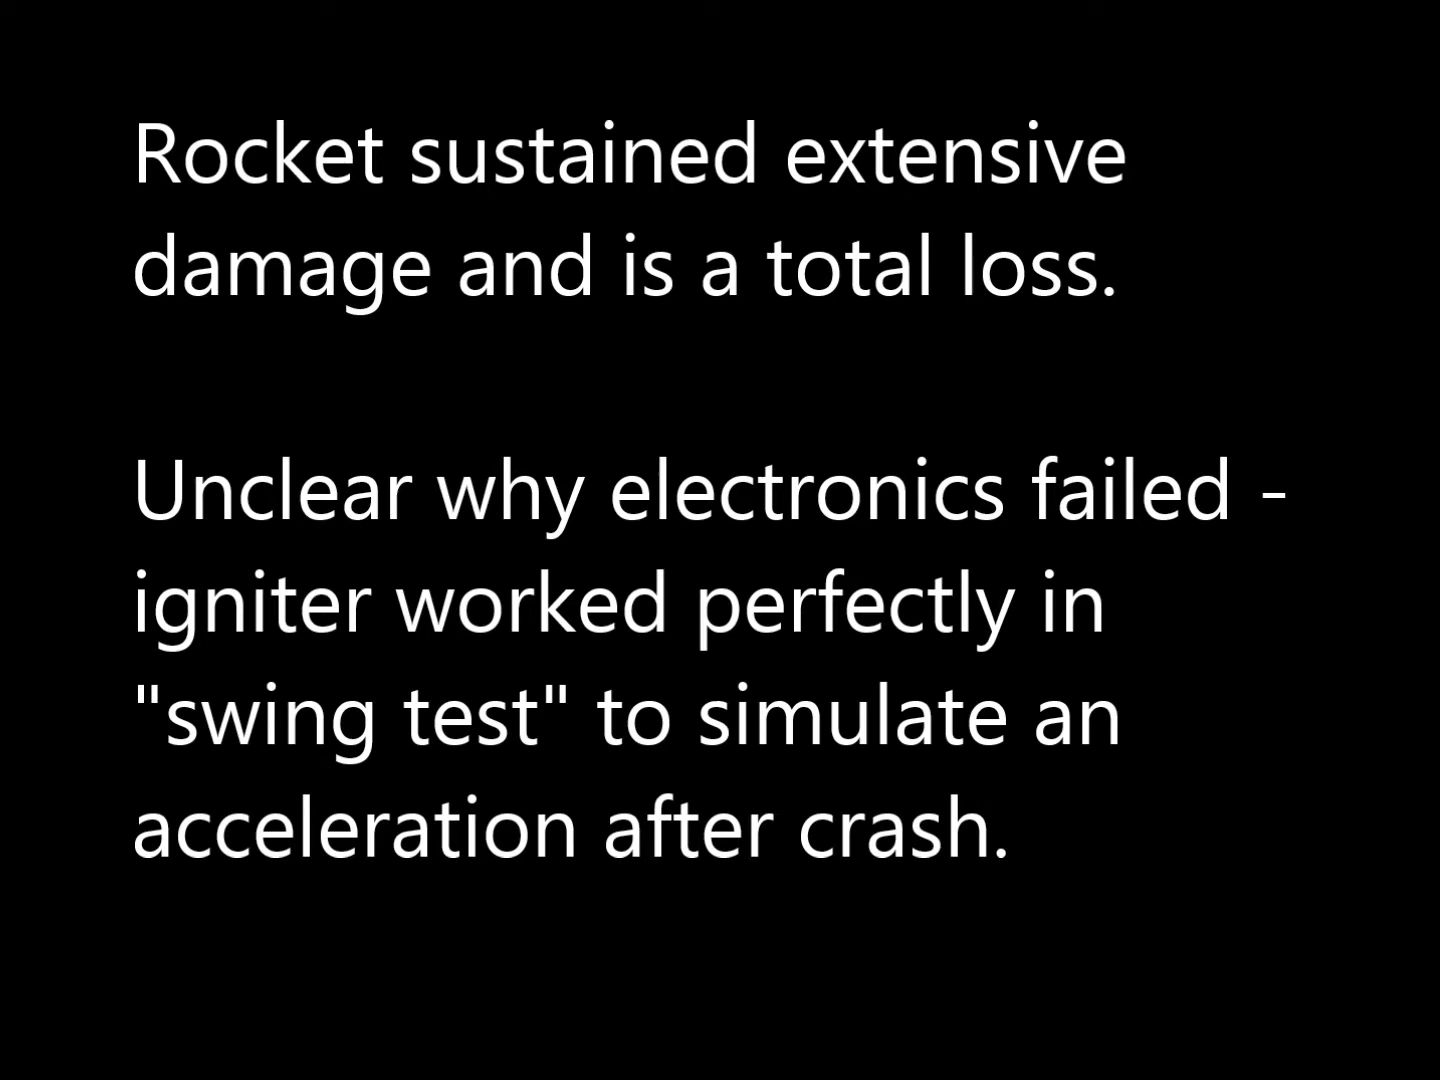 Rocket sustained extensive
damage and is a total loss.
Unclear why electronics failed -
igniter worked perfectly in
"swing test" to simulate an
acceleration after crash.